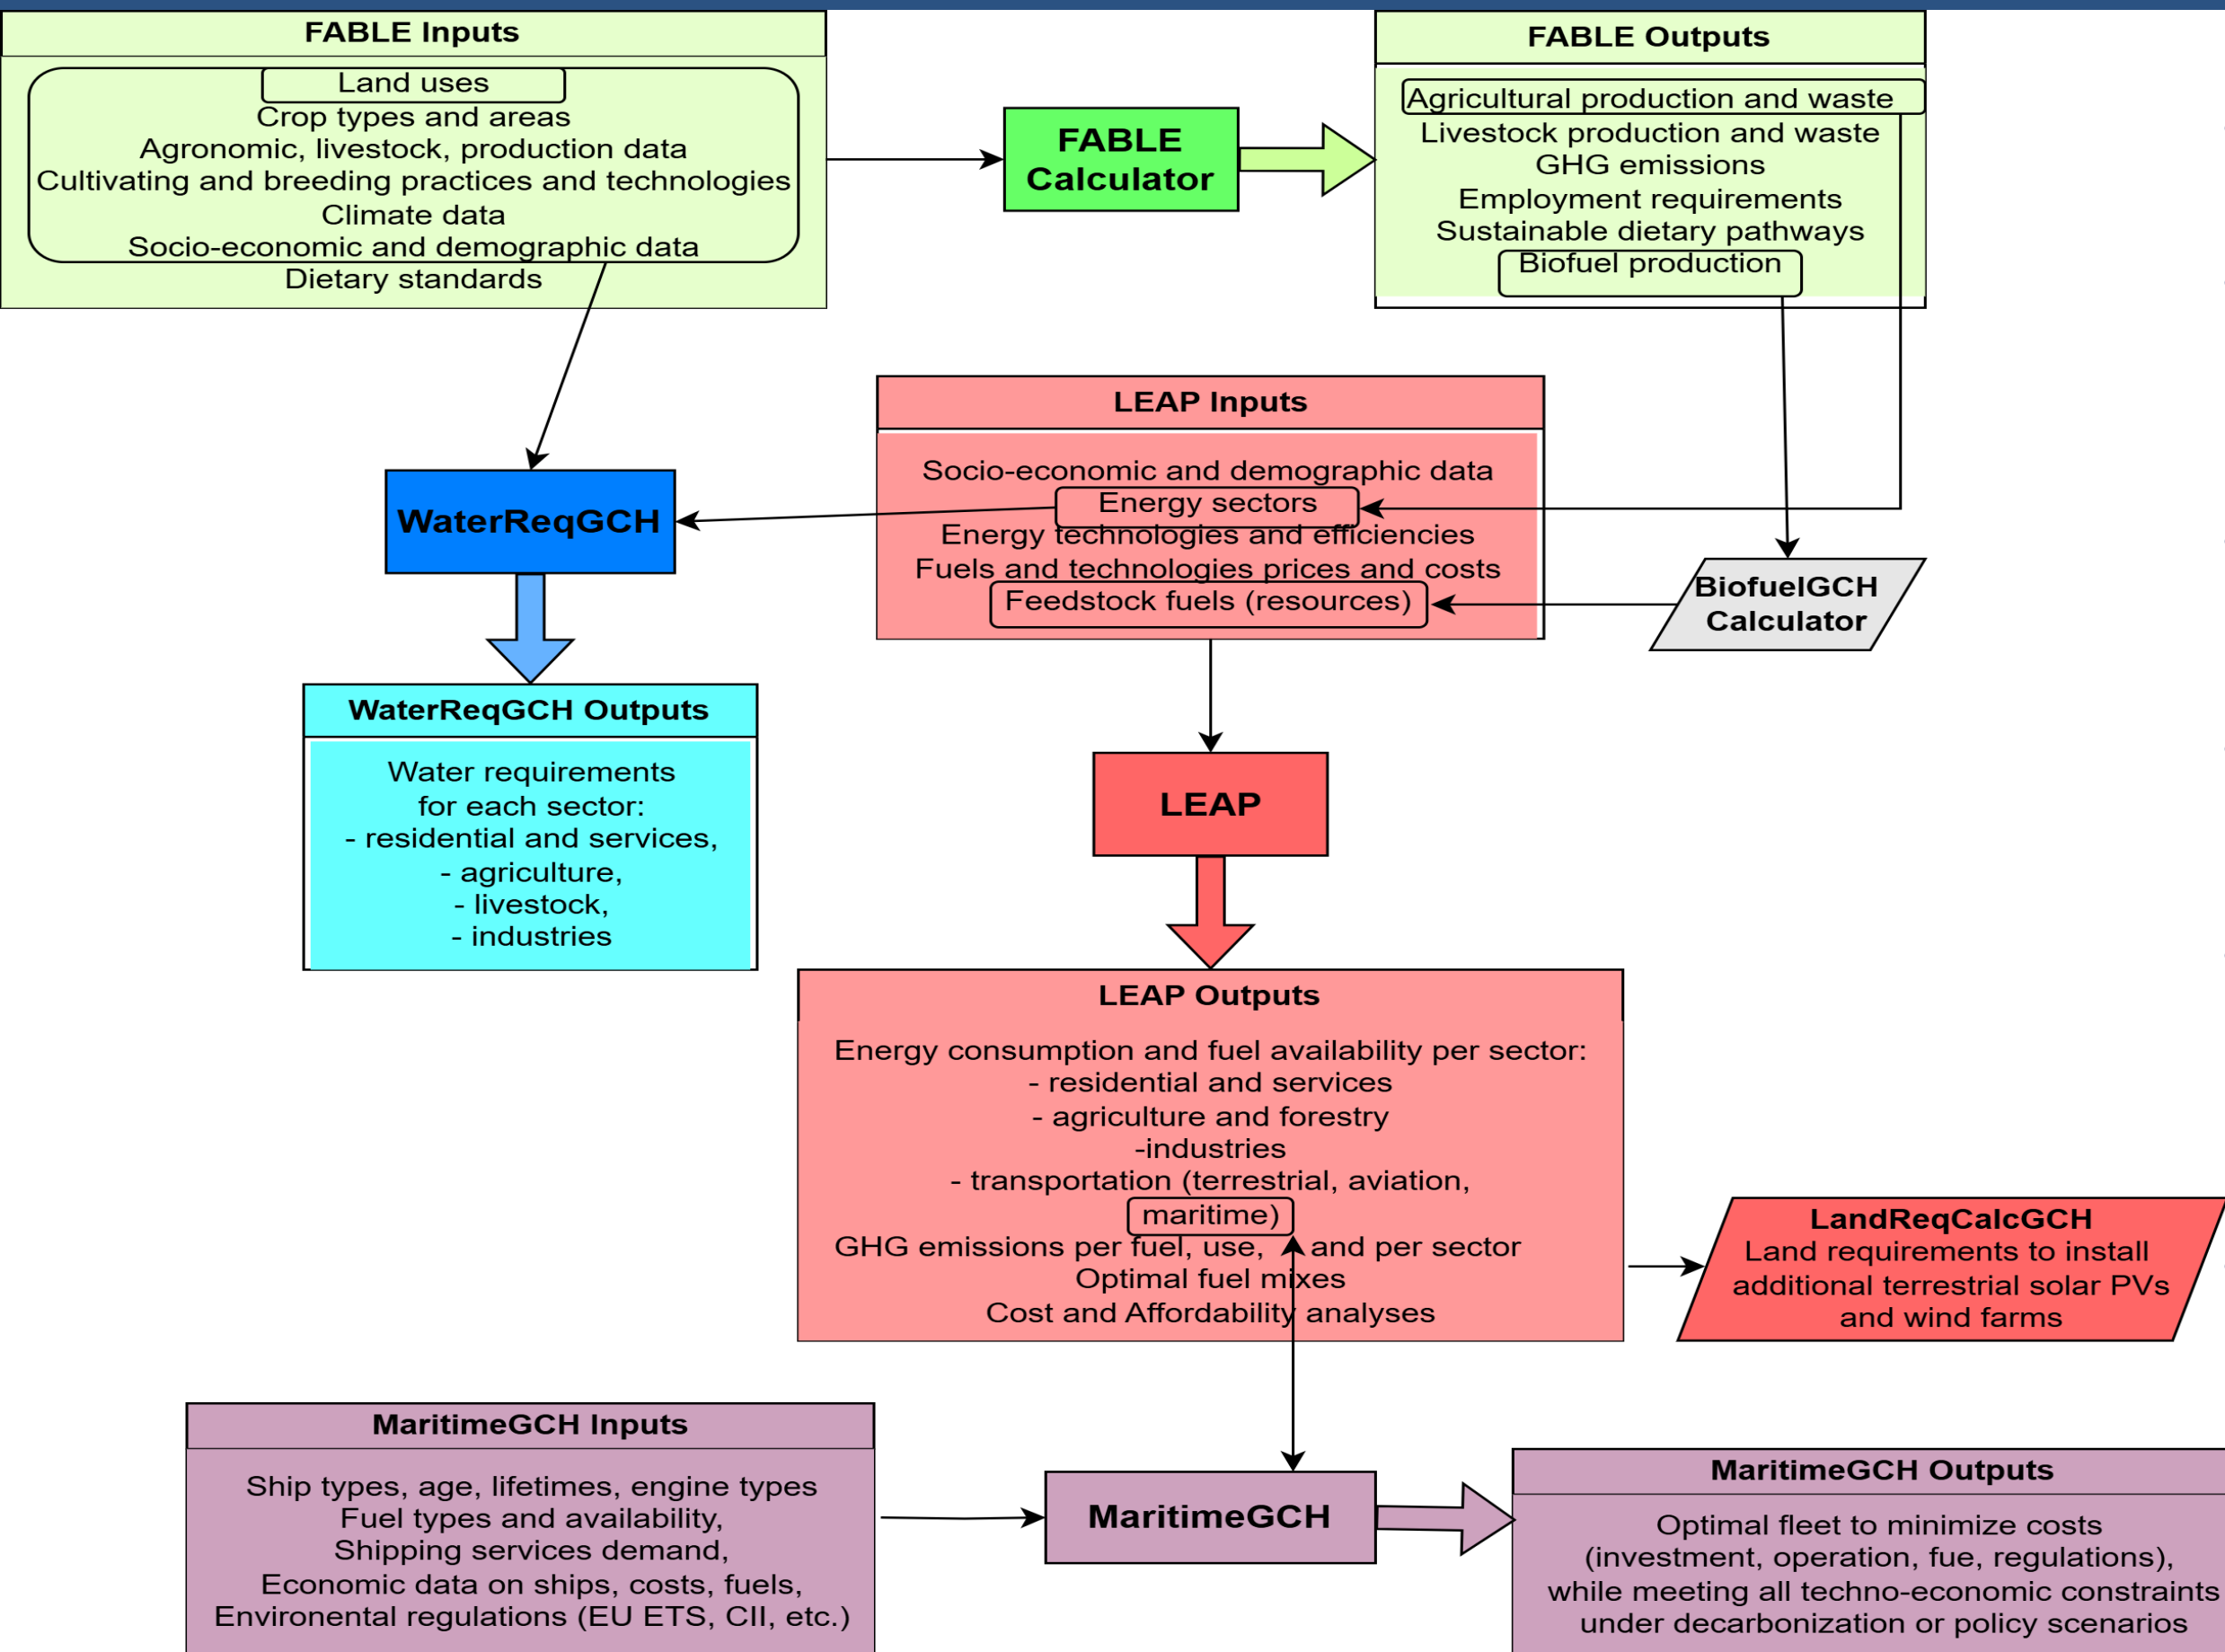 FABLE Inputs
Land uses
Crop types and areas
Agronomic, livestock, production data
Cultivating and breeding practices and technologies
Climate data
Socio-economic and demographic data
Dietary standards
FABLE
Calculator
FABLE Outputs
Agricultural production and waste
Livestock production and waste
GHG emissions
Employment requirements
Sustainable dietary pathways
Biofuel production
LEAP Inputs
Socio-economic and demographic data
Energy sectors
Energy technologies and efficiencies
Fuels and technologies prices and costs
Feedstock fuels (resources)
WaterReqGCH
BiofuelGCH
Calculator
WaterReqGCH Outputs
Water requirements
for each sector:
- residential and services,
- agriculture,
- livestock,
- industries
LEAP
LEAP Outputs
Energy consumption and fuel availability per sector:
- residential and services
- agriculture and forestry
-industries
- transportation (terrestrial, aviation,
maritime)
GHG emissions per fuel, use, and per sector
Optimal fuel mixes
Cost and Affordability analyses
LandReqCalcGCH
Land requirements to install
additional terrestrial solar PVs
and wind farms
MaritimeGCH Inputs
Ship types, age, lifetimes, engine types
Fuel types and availability,
Shipping services demand,
Economic data on ships, costs, fuels,
Environental regulations (EU ETS, CII, etc.)
MaritimeGCH
MaritimeGCH Outputs
Optimal fleet to minimize costs
(investment, operation, fue, regulations),
while meeting all techno-economic constraints
under decarbonization or policy scenarios